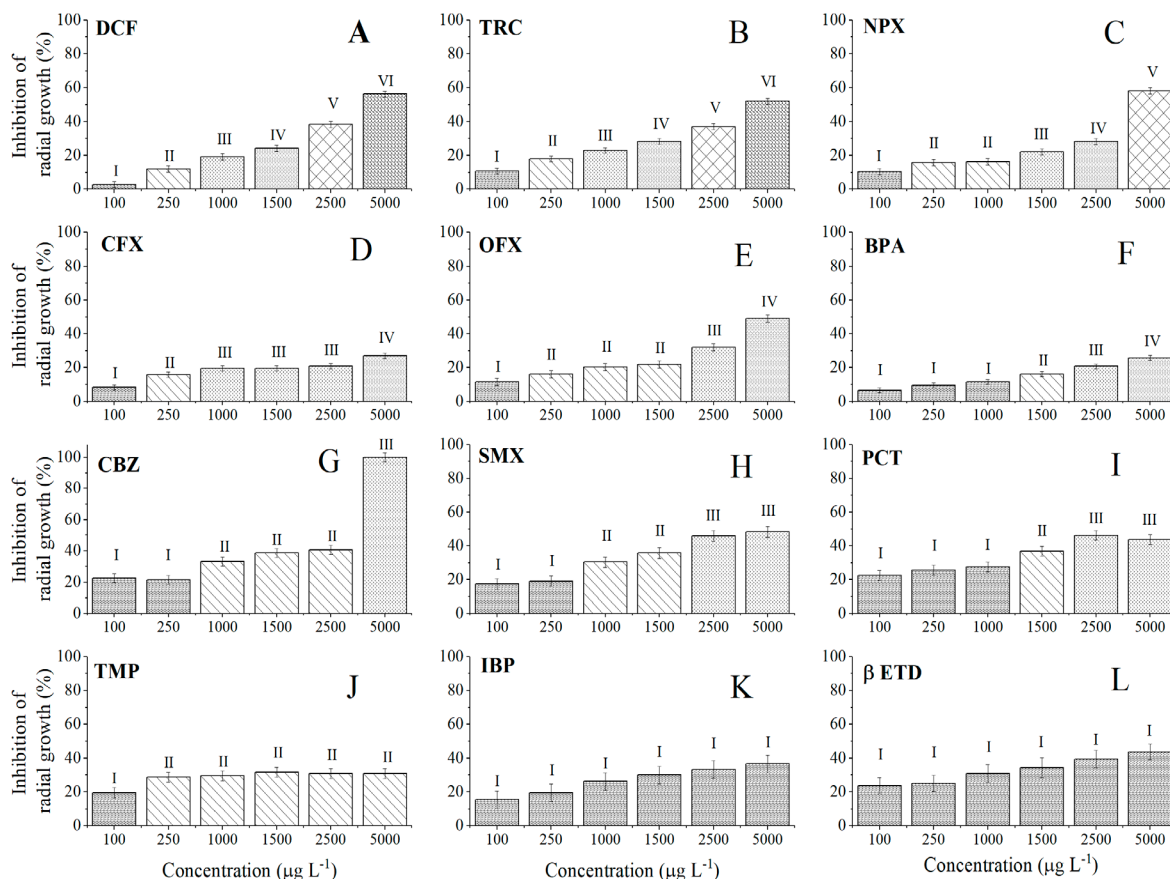 Inhibition of
radial growth (%)
DCF
A
100
80
60
40
20
0
I
II
III
IV
V
VI
100 250 1000 1500 2500 5000
TRC
B
100
80
60
40
20
0
I
II
III
IV
V
VI
100 250 1000 1500 2500 5000
NPX
C
100
80
60
40
20
0
I
II
II
III
IV
V
100 250 1000 1500 2500 5000
Inhibition of
radial growth (%)
CFX
D
100
80
60
40
20
0
I
II
III
III
III
IV
100 250 1000 1500 2500 5000
OFX
E
100
80
60
40
20
0
I
II
II
II
III
IV
100 250 1000 1500 2500 5000
BPA
F
100
80
60
40
20
0
I
I
I
II
III
IV
100 250 1000 1500 2500 5000
Inhibition of
radial growth (%)
CBZ
G
100
80
60
40
20
0
I
I
II
II
II
III
100 250 1000 1500 2500 5000
SMX
H
100
80
60
40
20
0
I
I
II
II
III
III
100 250 1000 1500 2500 5000
PCT
I
100
80
60
40
20
0
I
I
I
II
III
III
100 250 1000 1500 2500 5000
Inhibition of
radial growth (%)
TMP
J
100
80
60
40
20
0
I
II
II
II
II
II
100 250 1000 1500 2500 5000
Concentration (µg L⁻¹)
IBP
K
100
80
60
40
20
0
I
I
I
I
I
I
100 250 1000 1500 2500 5000
Concentration (µg L⁻¹)
β ETD
L
100
80
60
40
20
0
I
I
I
I
I
I
100 250 1000 1500 2500 5000
Concentration (µg L⁻¹)